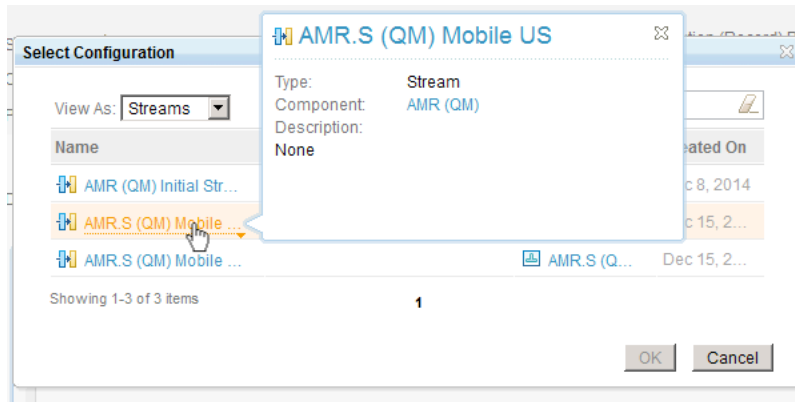 AMR.S (QM) Mobile US
Select Configuration
Type: Stream
Component: AMR (QM)
Description:
None
View As: Streams
Name
eated On
AMR (QM) Initial Str...
c 8, 2014
AMR.S (QM) Mobile ...
c 15, 2...
AMR.S (QM) Mobile ...
AMR.S (Q...
Dec 15, 2...
Showing 1-3 of 3 items
1
OK
Cancel